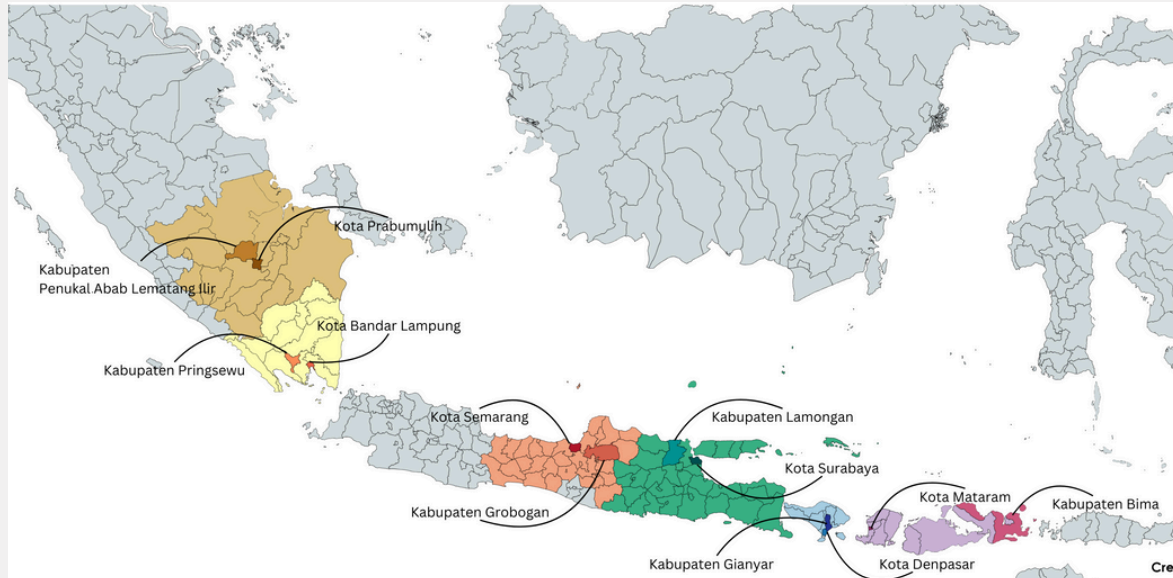 Kota Prabumulih
Kabupaten
Penukal Abab Lematang Ilir
Kota Bandar Lampung
Kabupaten Pringsewu
Kota Semarang
Kabupaten Lamongan
Kota Surabaya
Kabupaten Grobogan
Kota Mataram
Kabupaten Bima
Kabupaten Gianyar
Kota Denpasar
Cre